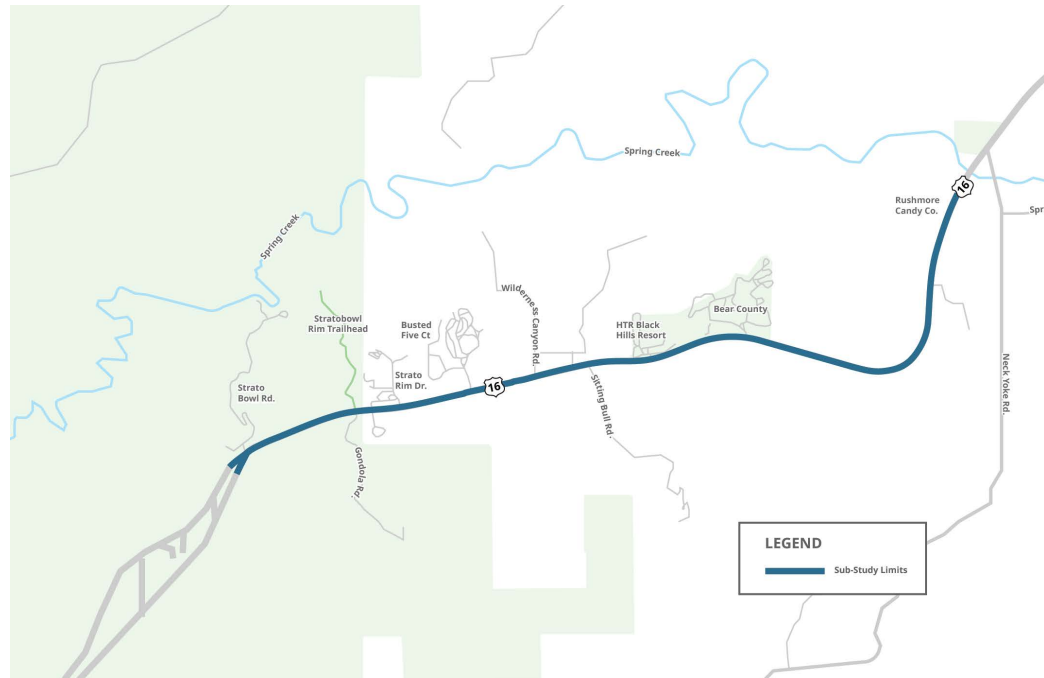 Spring Creek
16
Rushmore
Candy Co.
Spr
Spring Creek
Wilderness Canyon Rd.
Bear County
Stratobowl
Rim Trailhead
Busted
Five Ct
HTR Black
Hills Resort
Strato
Rim Dr.
16
Strato
Bowl Rd.
Sitting Bull Rd.
Neck Yoke Rd.
Gondola Rd.
LEGEND
Sub-Study Limits